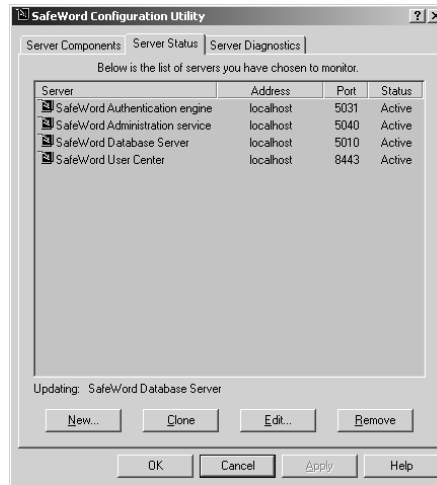 SafeWord Configuration Utility
Server Components Server Status Server Diagnostics
Below is the list of servers you have chosen to monitor.
Server Address Port Status
SafeWord Authentication engine localhost 5031 Active
SafeWord Administration service localhost 5040 Active
SafeWord Database Server localhost 5010 Active
SafeWord User Center localhost 8443 Active
Updating: SafeWord Database Server
New... Clone Edit... Remove
OK Cancel Apply Help